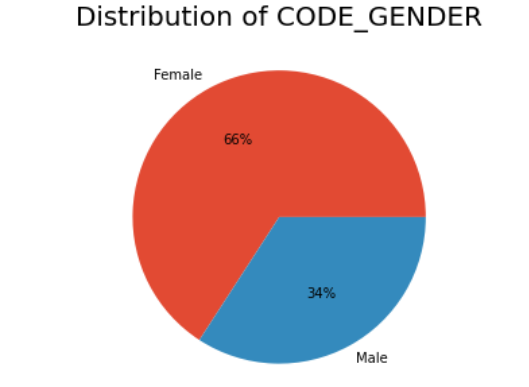 Distribution of CODE_GENDER
Female
66%
34%
Male